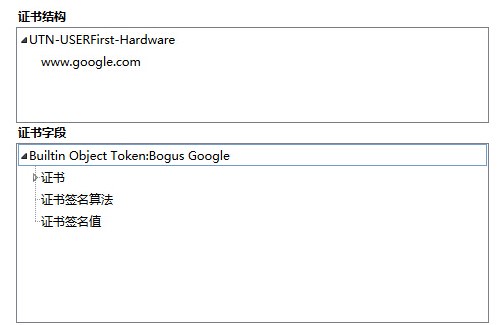 证书结构
UTN-USERFirst-Hardware
www.google.com
证书字段
Builtin Object Token:Bogus Google
证书
证书签名算法
证书签名值